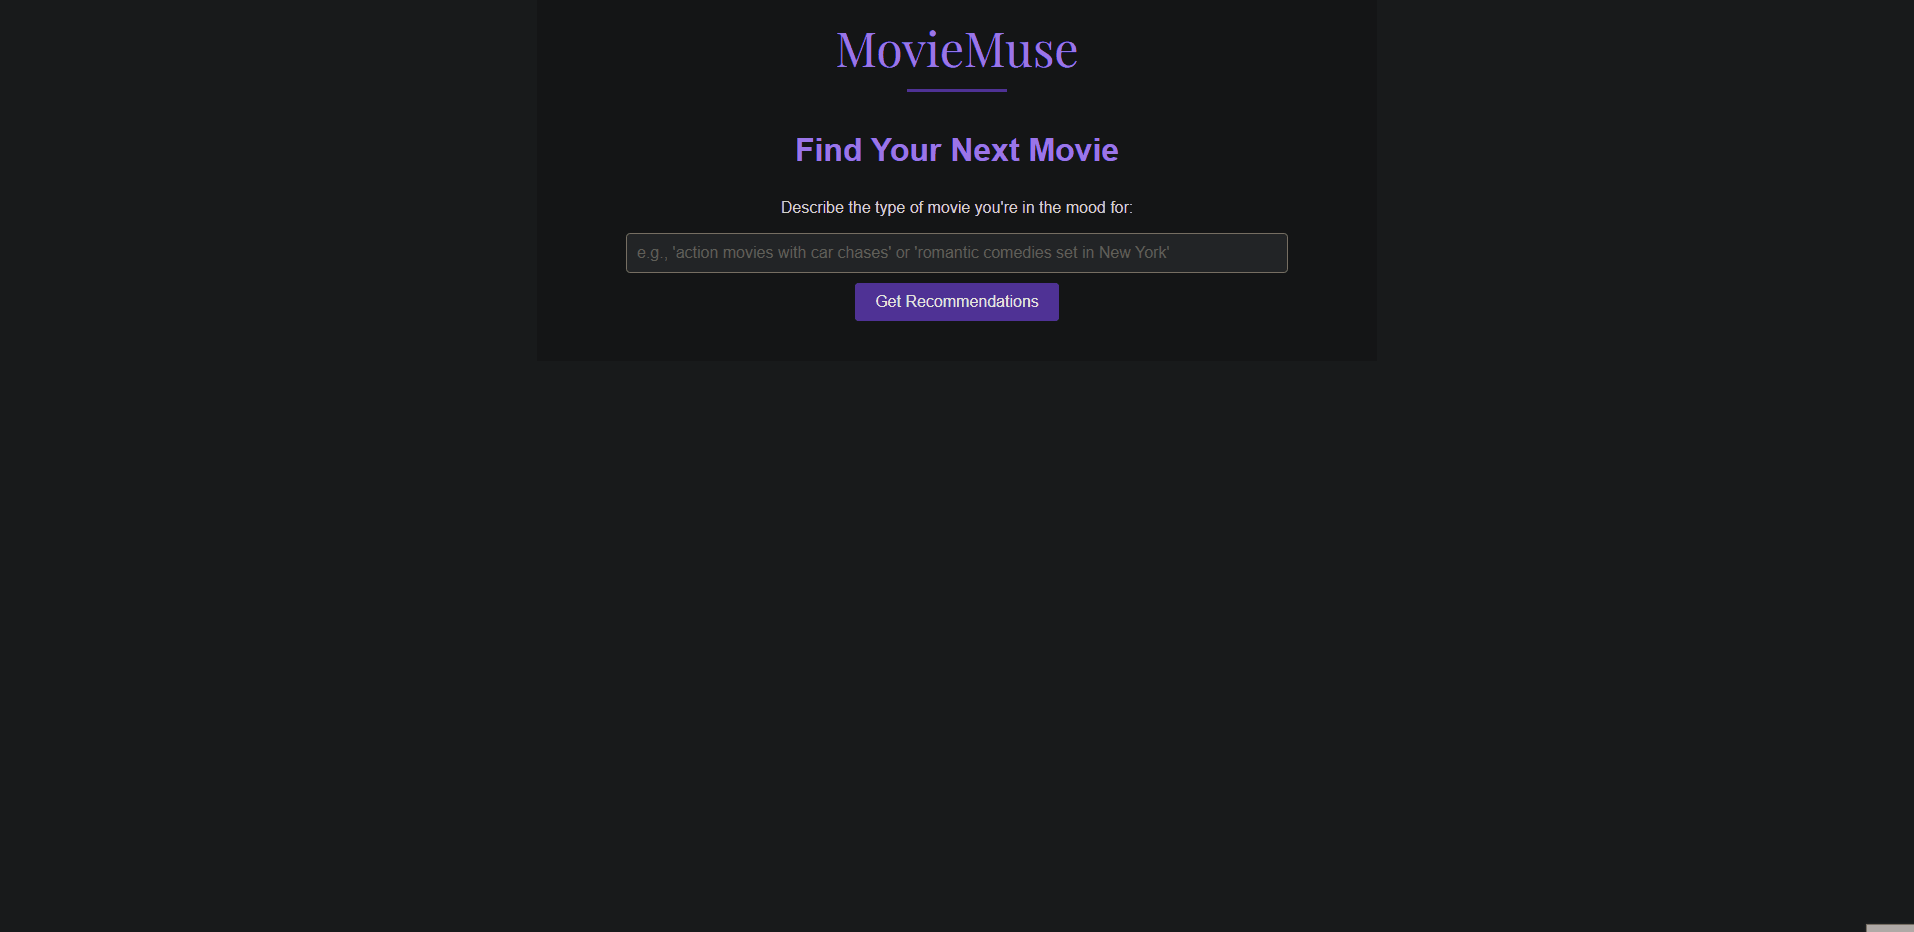 MovieMuse
Find Your Next Movie
Describe the type of movie you're in the mood for:
e.g., 'action movies with car chases' or 'romantic comedies set in New York'
Get Recommendations